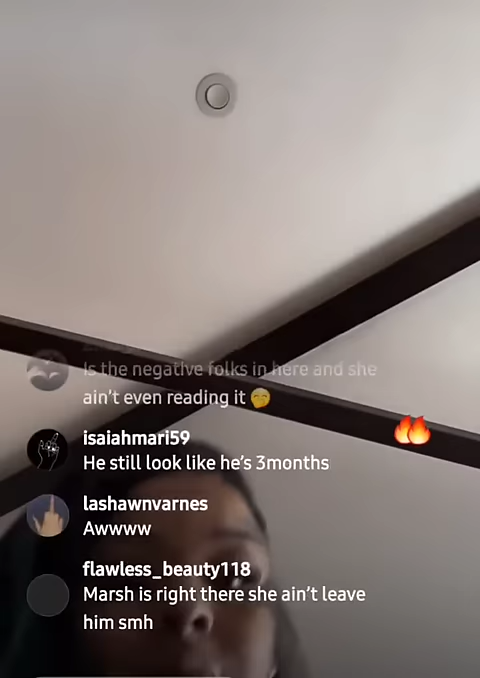 is the negative folks in here and she
ain't even reading it 🤭
isaiahmari59
He still look like he's 3months
lashawnvarnes
Awwww
flawless_beauty118
Marsh is right there she ain't leave
him smh